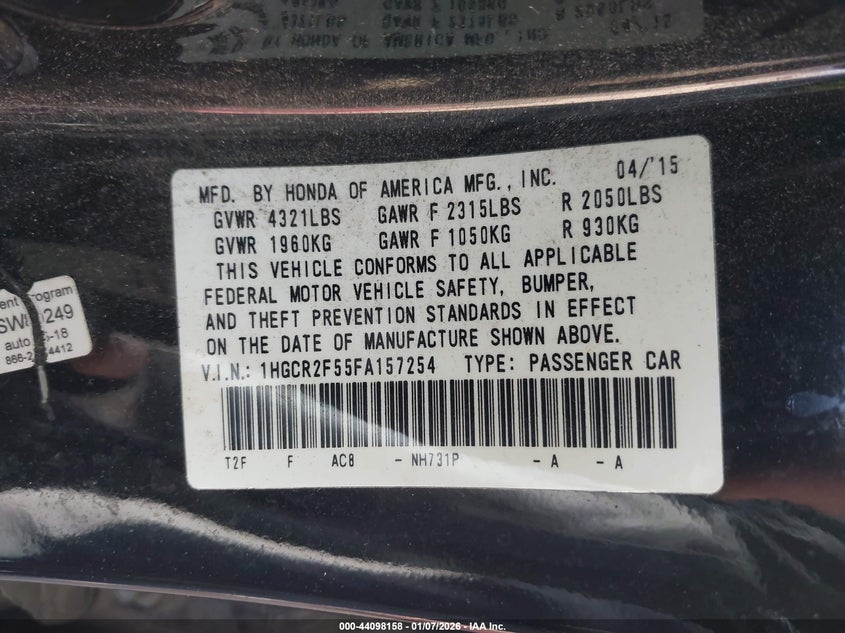 MFD. BY HONDA OF AMERICA MFG., INC. 04/'15
GVWR 4321LBS GAWR F 2315LBS R 2050LBS
GVWR 1960KG GAWR F 1050KG R 930KG
THIS VEHICLE CONFORMS TO ALL APPLICABLE
FEDERAL MOTOR VEHICLE SAFETY, BUMPER,
AND THEFT PREVENTION STANDARDS IN EFFECT
ON THE DATE OF MANUFACTURE SHOWN ABOVE.
V.I.N.: 1HGCR2F55FA157254 TYPE: PASSENGER CAR
T2F F AC8 - NH731P - A - A
Program
auto
000-44098158 - 01/07/2026 - IAA Inc.